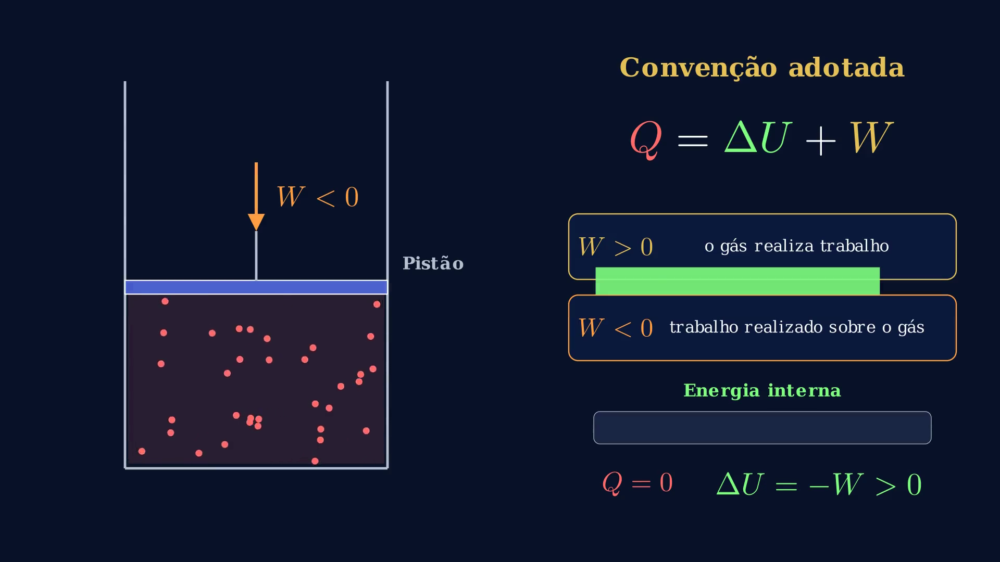 Convenção adotada
Q = ΔU + W
W < 0
W > 0 o gás realiza trabalho
Pistão
W < 0 trabalho realizado sobre o gás
Energia interna
Q = 0 ΔU = −W > 0